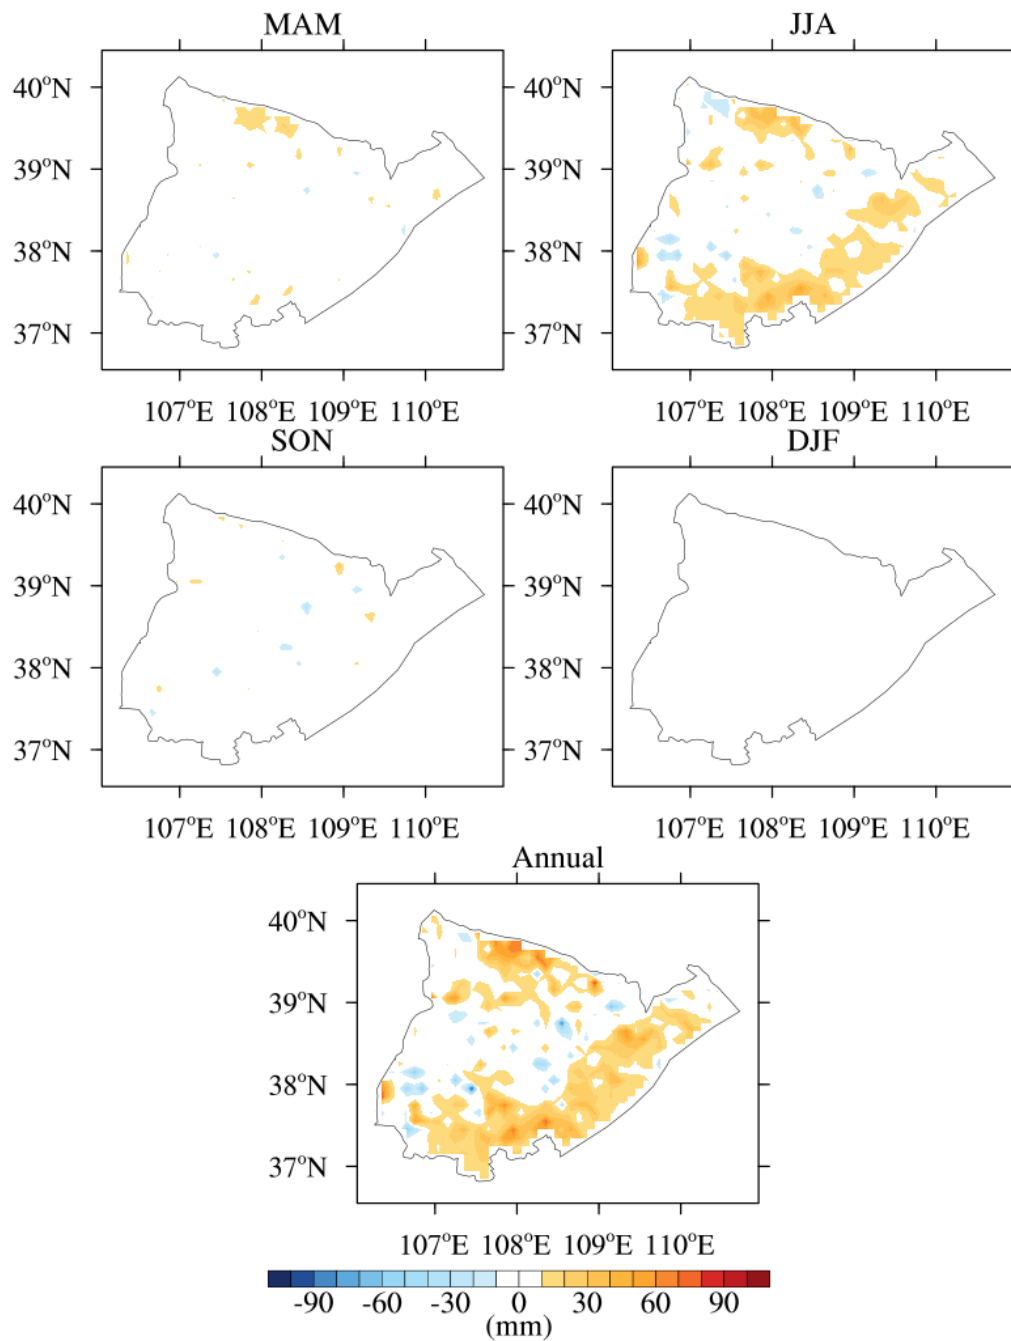 MAM JJA
40°N 40°N
39°N 39°N
38°N 38°N
37°N 37°N
107°E 108°E 109°E 110°E 107°E 108°E 109°E 110°E
SON DJF
40°N 40°N
39°N 39°N
38°N 38°N
37°N 37°N
107°E 108°E 109°E 110°E 107°E 108°E 109°E 110°E
Annual
40°N
39°N
38°N
37°N
107°E 108°E 109°E 110°E
-90 -60 -30 0 30 60 90
(mm)